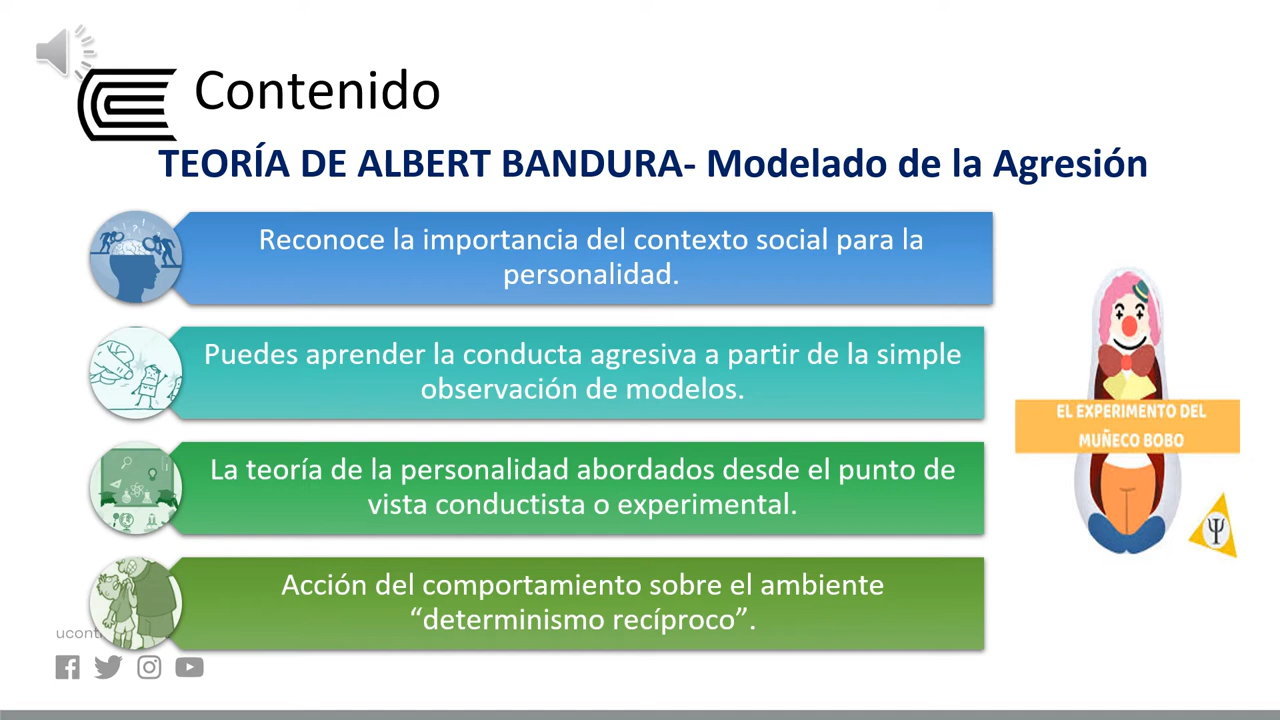 Contenido
TEORÍA DE ALBERT BANDURA- Modelado de la Agresión
Reconoce la importancia del contexto social para la
personalidad.
Puedes aprender la conducta agresiva a partir de la simple
observación de modelos.
La teoría de la personalidad abordados desde el punto de
vista conductista o experimental.
Acción del comportamiento sobre el ambiente
“determinismo recíproco”.
EL EXPERIMENTO DEL
MUÑECO BOBO
Ψ